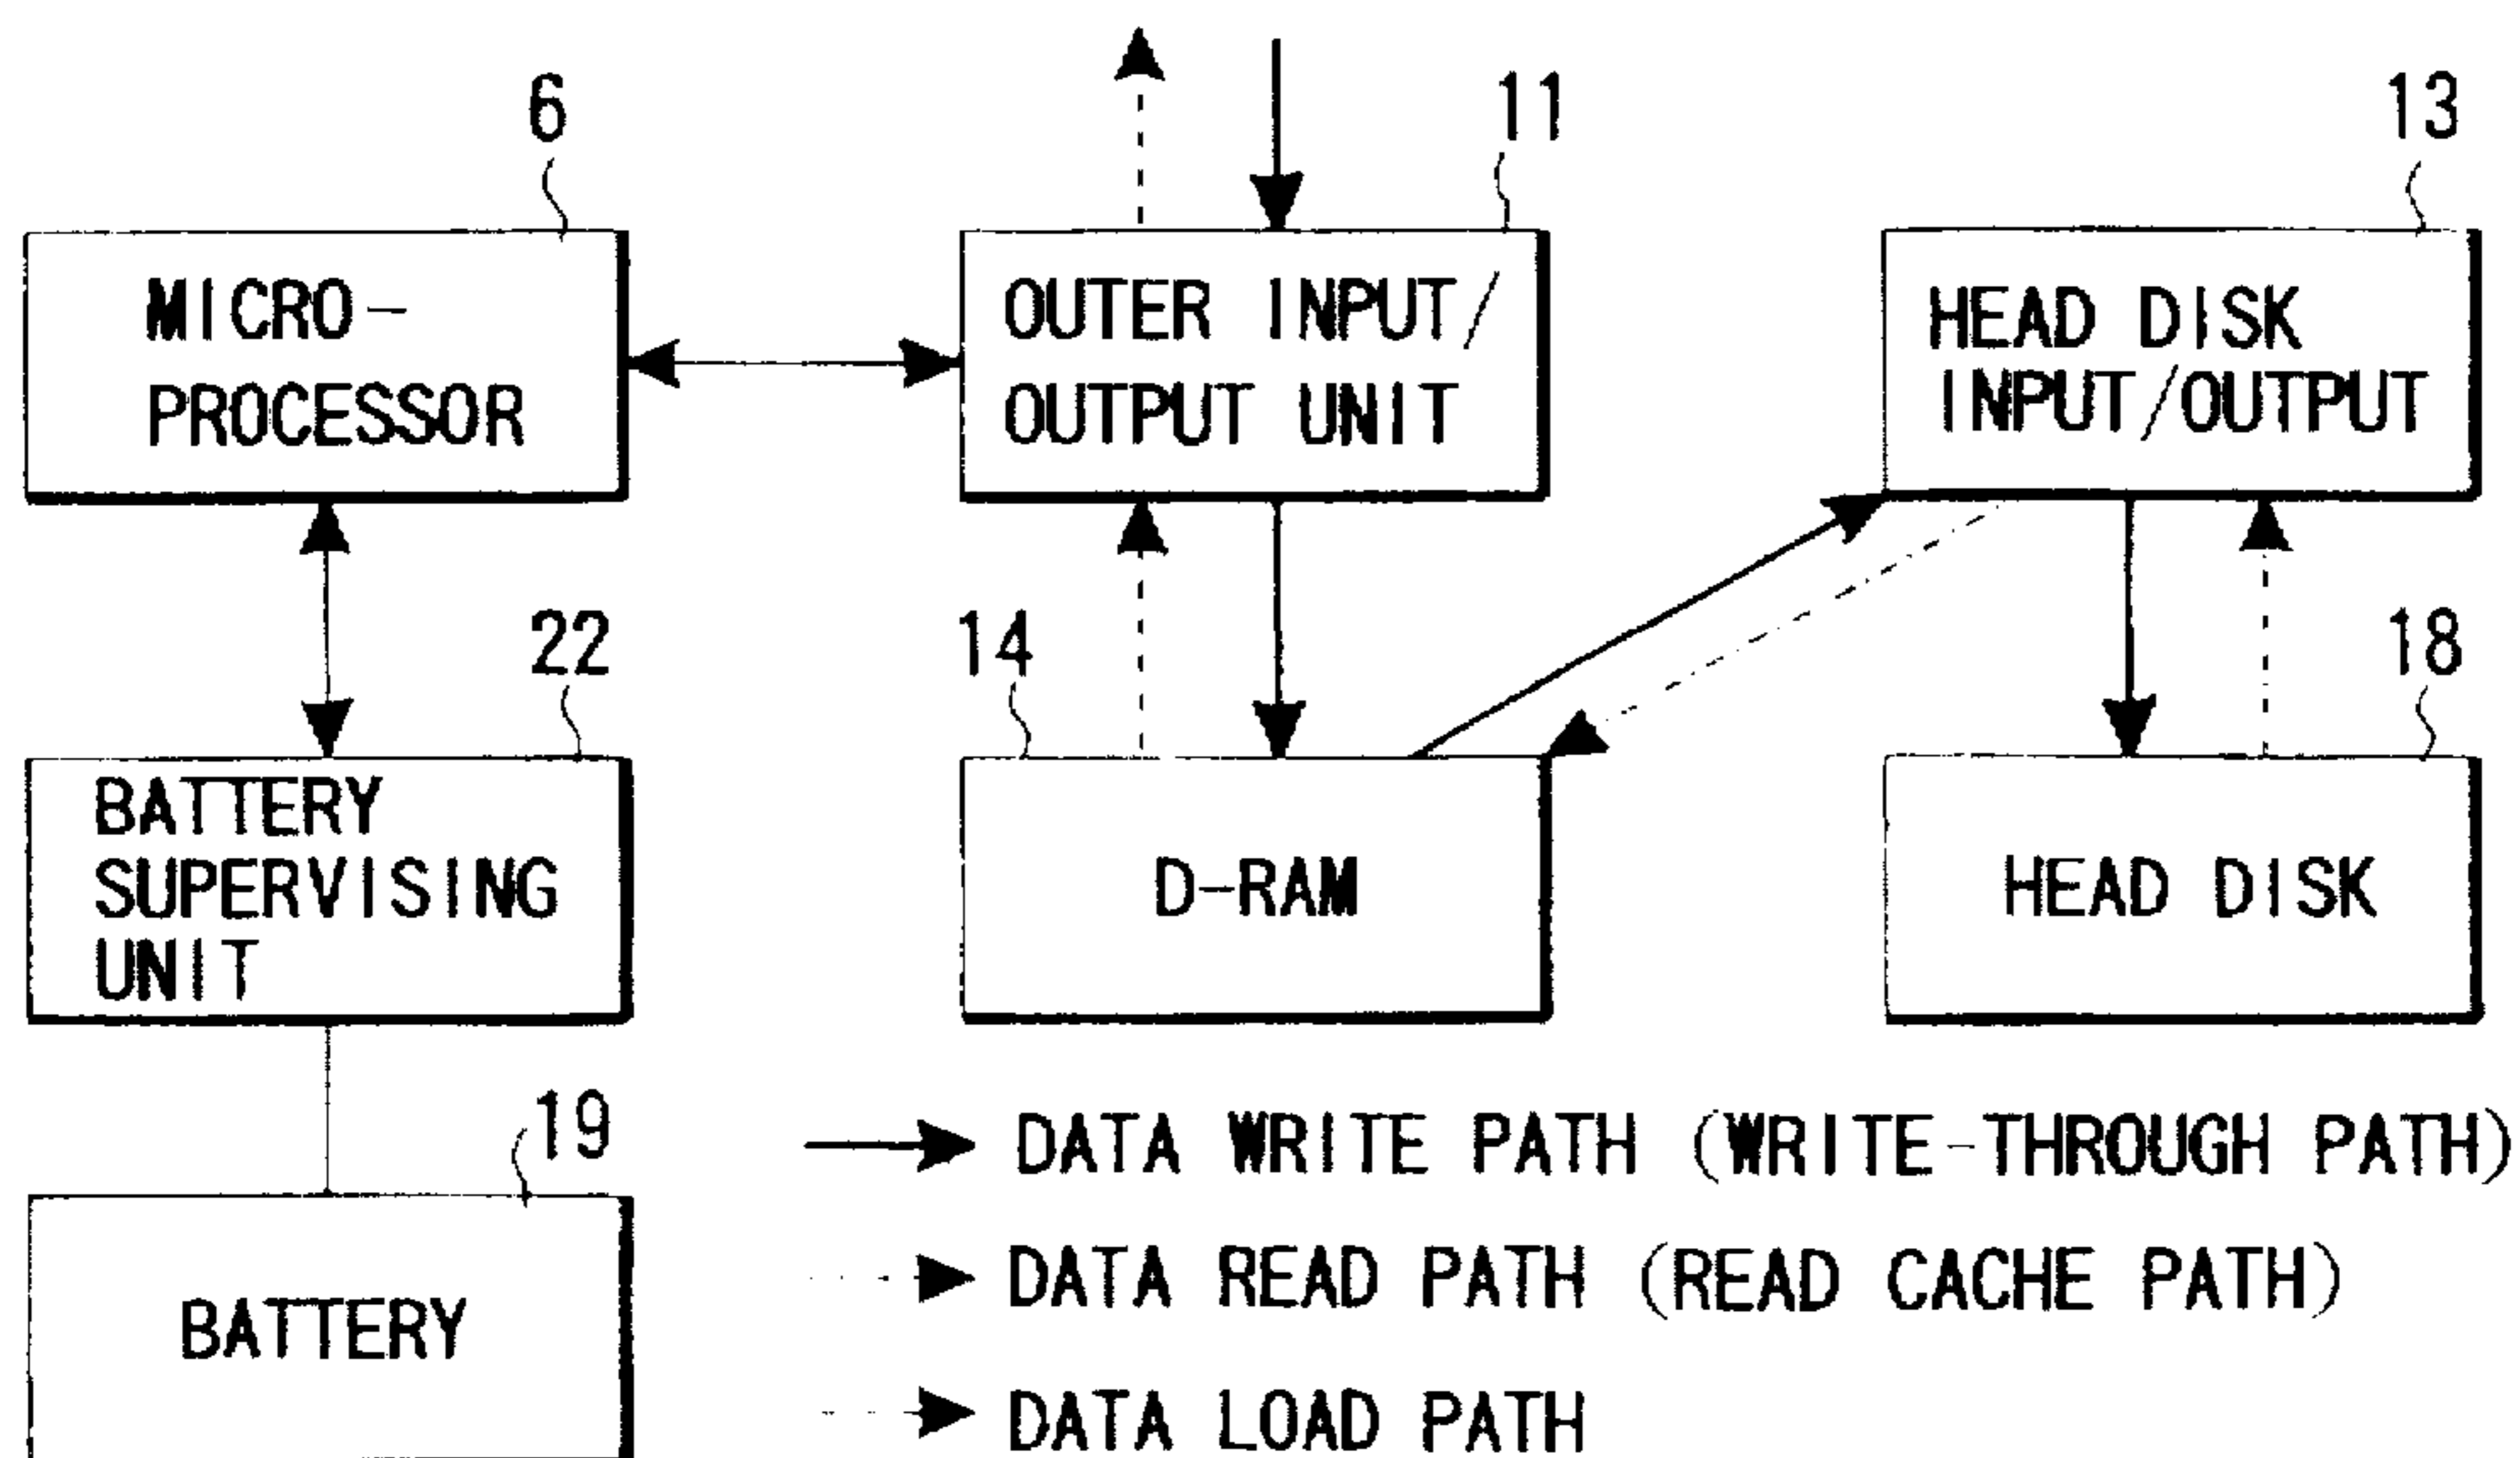 6
11
13
MICRO-
PROCESSOR
OUTER INPUT/
OUTPUT UNIT
HEAD DISK
INPUT/OUTPUT
22
14
18
BATTERY
SUPERVISING
UNIT
D-RAM
HEAD DISK
19
BATTERY
DATA WRITE PATH (WRITE-THROUGH PATH)
DATA READ PATH (READ CACHE PATH)
DATA LOAD PATH